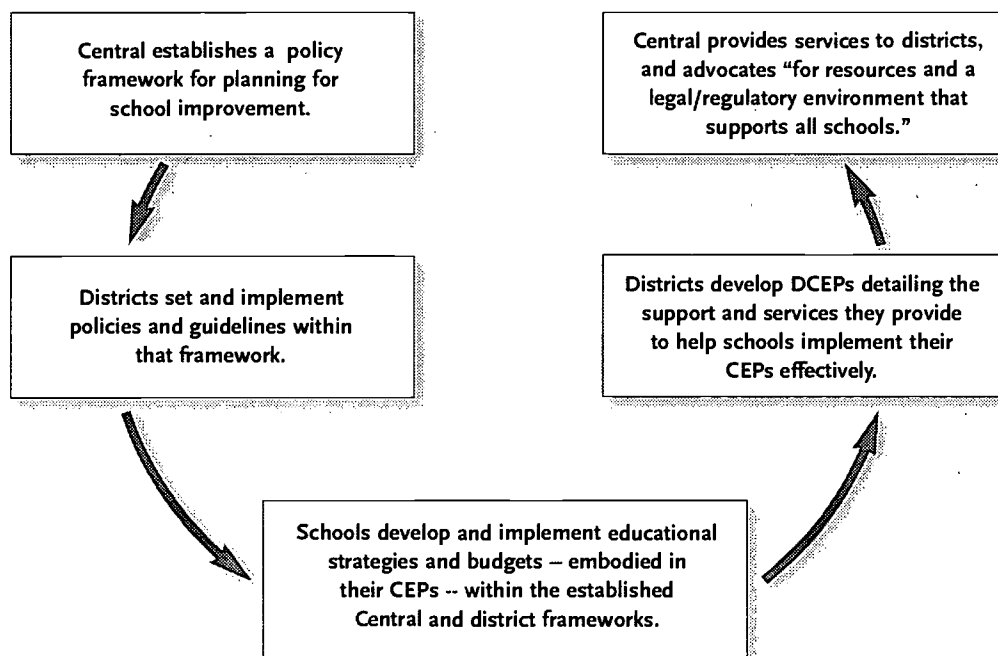 Central establishes a policy
framework for planning for
school improvement.
Districts set and implement
policies and guidelines within
that framework.
Schools develop and implement educational
strategies and budgets – embodied in
their CEPs -- within the established
Central and district frameworks.
Districts develop DCEPs detailing the
support and services they provide
to help schools implement their
CEPs effectively.
Central provides services to districts,
and advocates “for resources and a
legal/regulatory environment that
supports all schools.”